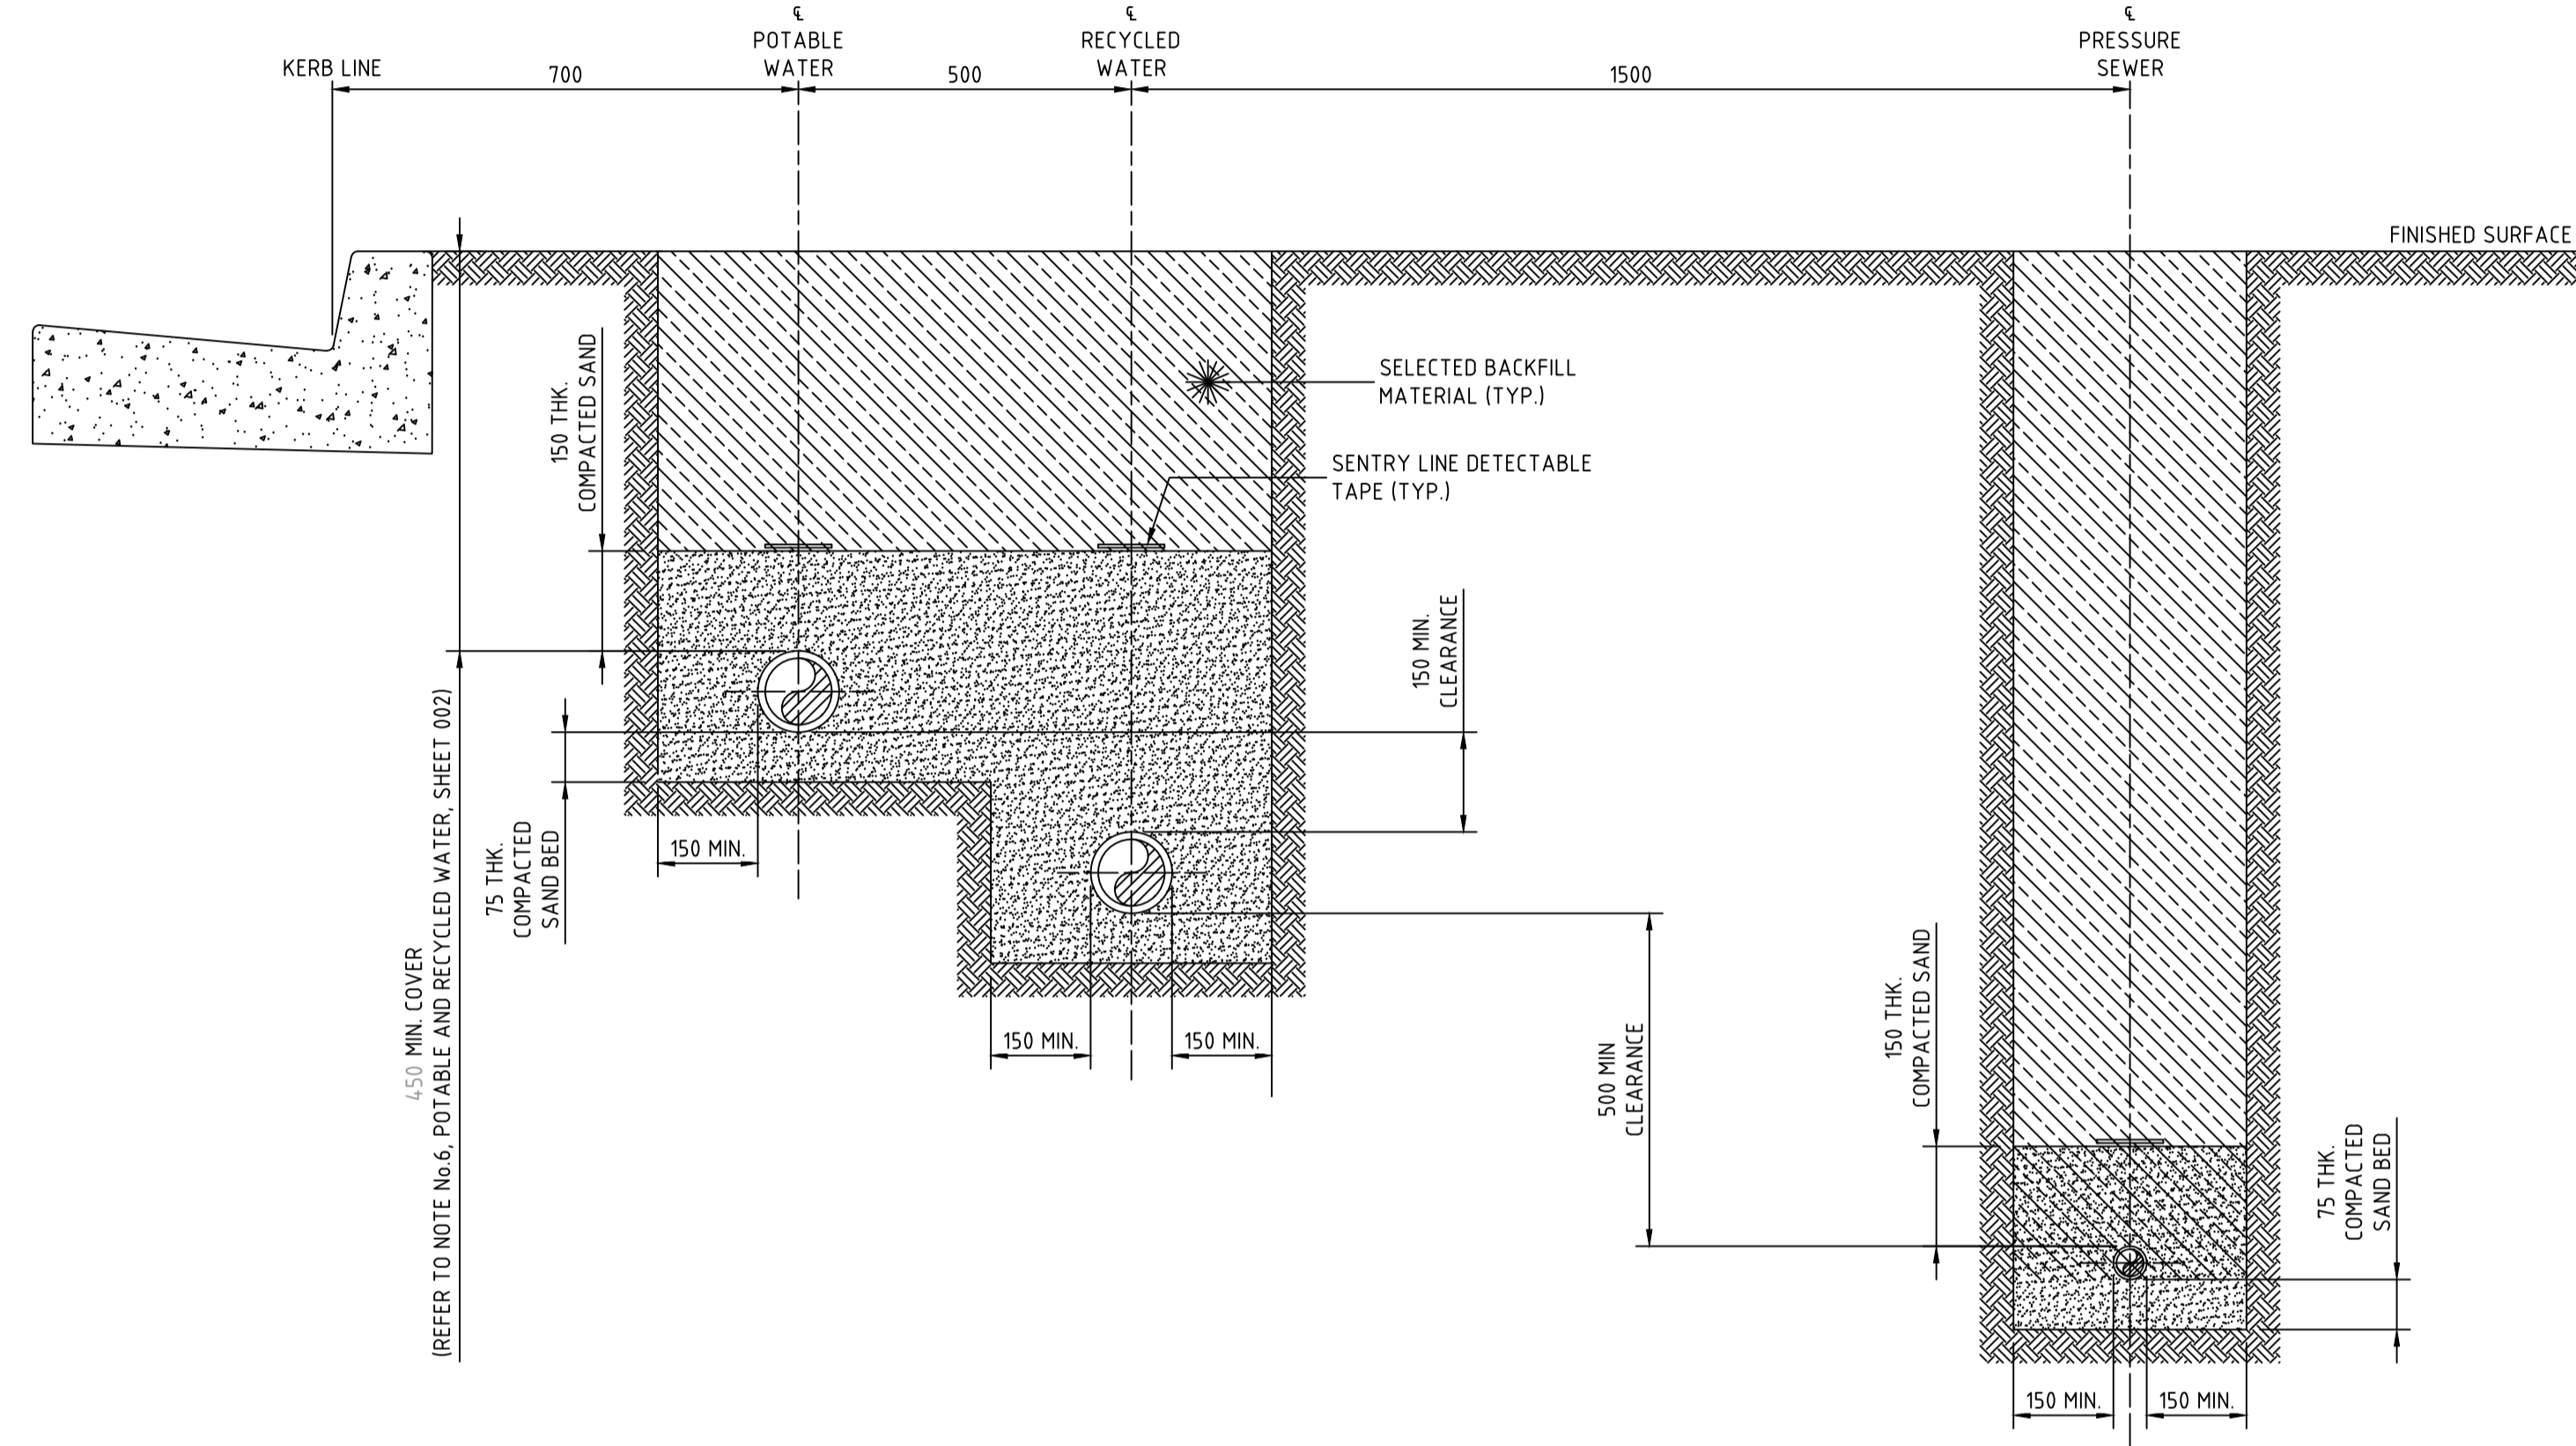 ℄
POTABLE
WATER
℄
RECYCLED
WATER
℄
PRESSURE
SEWER
KERB LINE
700
500
1500
FINISHED SURFACE
150 THK.
COMPACTED SAND
SELECTED BACKFILL
MATERIAL (TYP.)
SENTRY LINE DETECTABLE
TAPE (TYP.)
150 MIN.
CLEARANCE
75 THK.
COMPACTED
SAND BED
150 MIN.
450 MIN. COVER
(REFER TO NOTE No.6, POTABLE AND RECYCLED WATER, SHEET 002)
150 MIN.
150 MIN.
500 MIN
CLEARANCE
150 THK.
COMPACTED SAND
75 THK.
COMPACTED
SAND BED
150 MIN.
150 MIN.